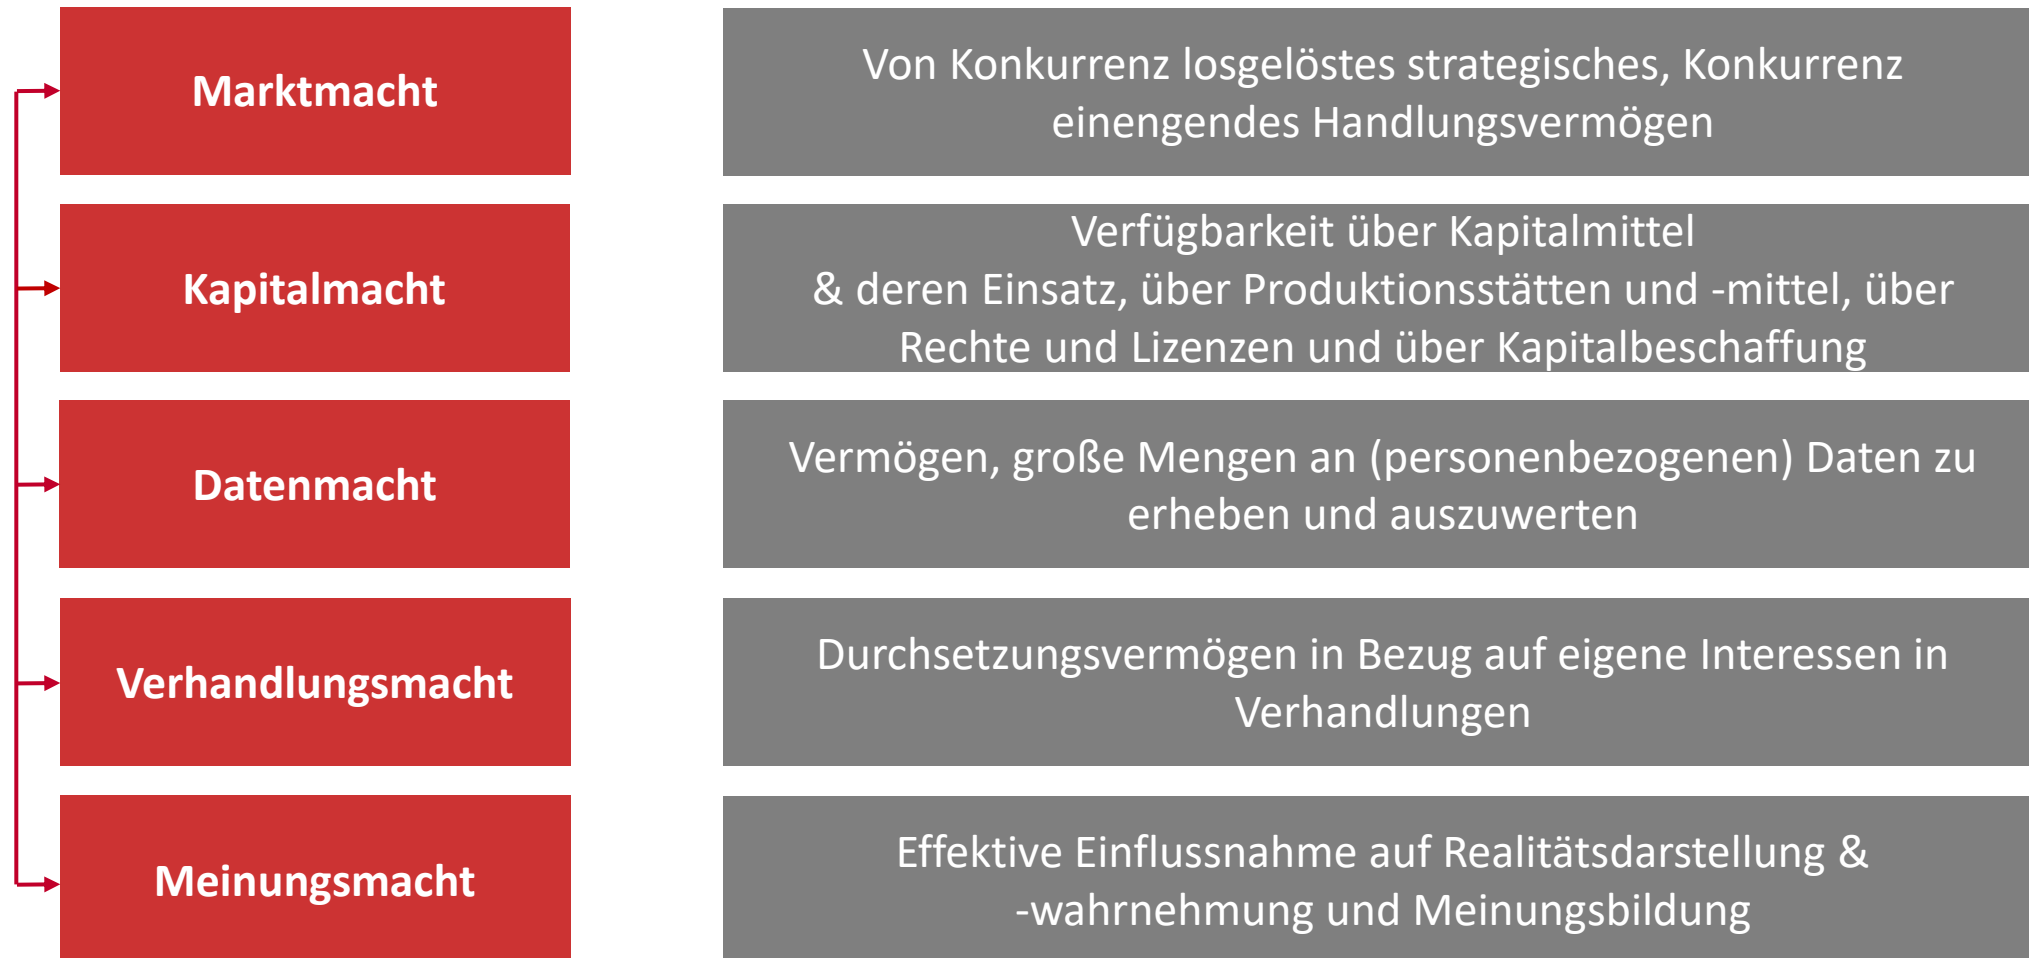 Marktmacht
Von Konkurrenz losgelöstes strategisches, Konkurrenz
einengendes Handlungsvermögen
Kapitalmacht
Verfügbarkeit über Kapitalmittel
& deren Einsatz, über Produktionsstätten und -mittel, über
Rechte und Lizenzen und über Kapitalbeschaffung
Datenmacht
Vermögen, große Mengen an (personenbezogenen) Daten zu
erheben und auszuwerten
Verhandlungsmacht
Durchsetzungsvermögen in Bezug auf eigene Interessen in
Verhandlungen
Meinungsmacht
Effektive Einflussnahme auf Realitätsdarstellung &
-wahrnehmung und Meinungsbildung